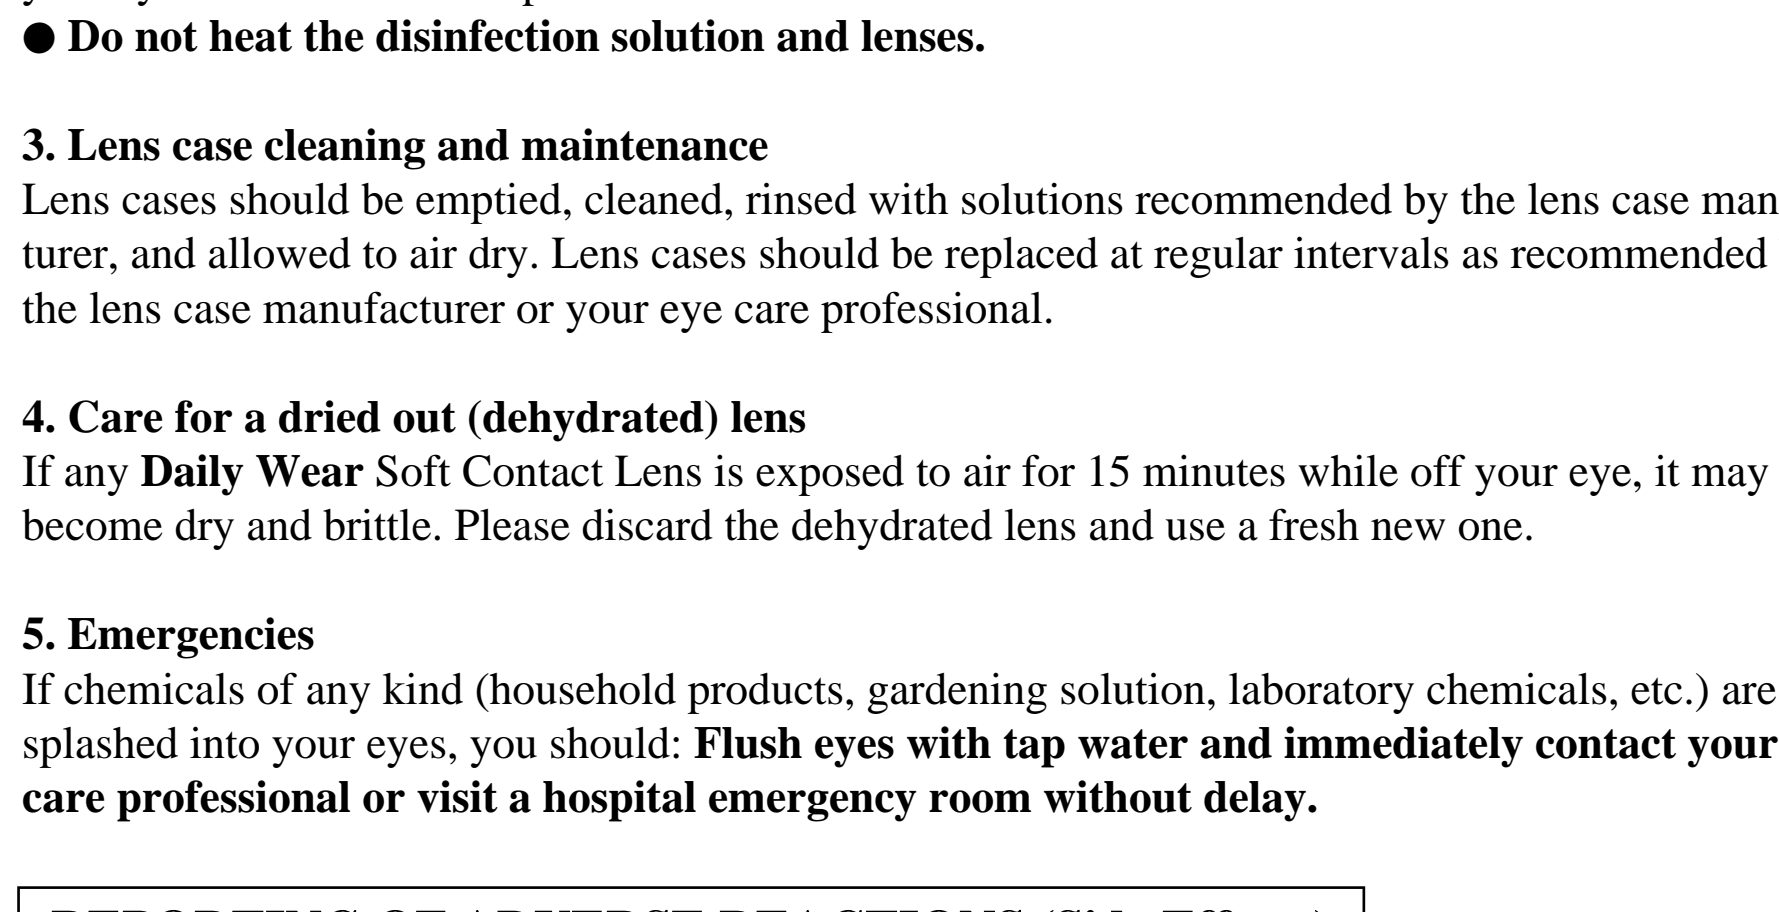 ● Do not heat the disinfection solution and lenses.
3. Lens case cleaning and maintenance
Lens cases should be emptied, cleaned, rinsed with solutions recommended by the lens case man
turer, and allowed to air dry. Lens cases should be replaced at regular intervals as recommended
the lens case manufacturer or your eye care professional.
4. Care for a dried out (dehydrated) lens
If any Daily Wear Soft Contact Lens is exposed to air for 15 minutes while off your eye, it may
become dry and brittle. Please discard the dehydrated lens and use a fresh new one.
5. Emergencies
If chemicals of any kind (household products, gardening solution, laboratory chemicals, etc.) are
splashed into your eyes, you should: Flush eyes with tap water and immediately contact your
care professional or visit a hospital emergency room without delay.
REPORTING OF ADVERSE REACTIONS (Side Effects)